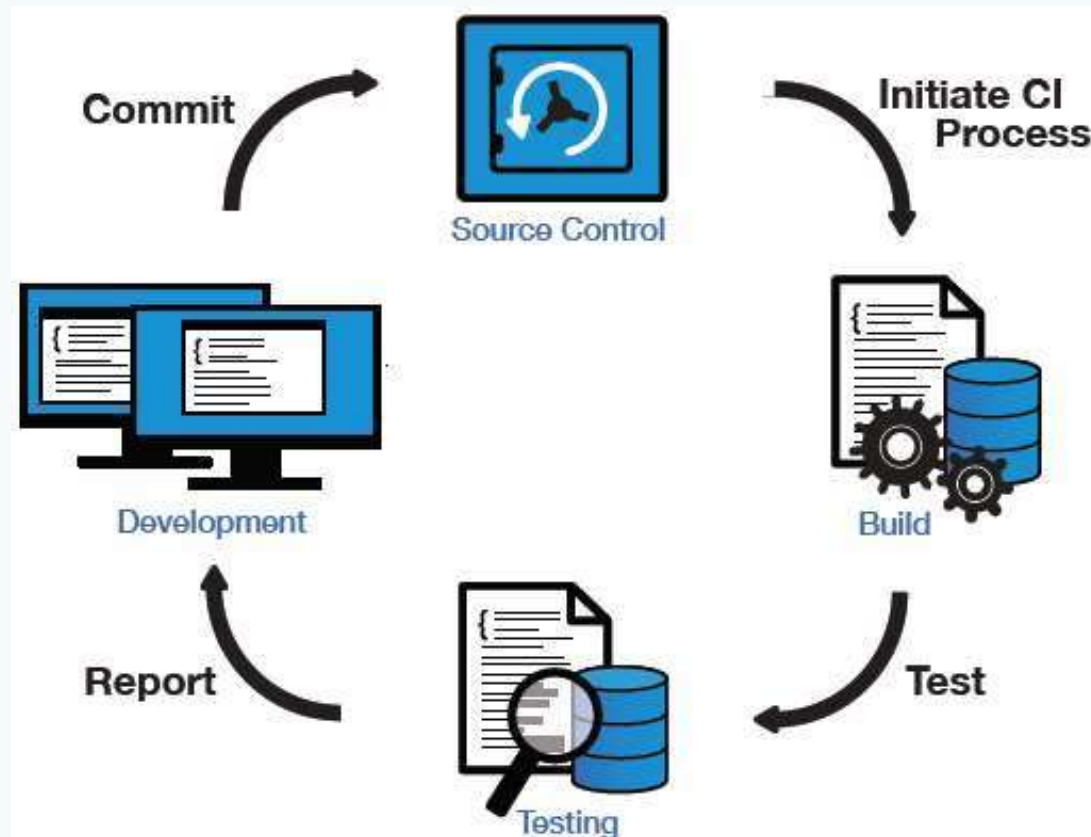 Commit
Initiate CI
Process
Source Control
Development
Build
Report
Test
Testing